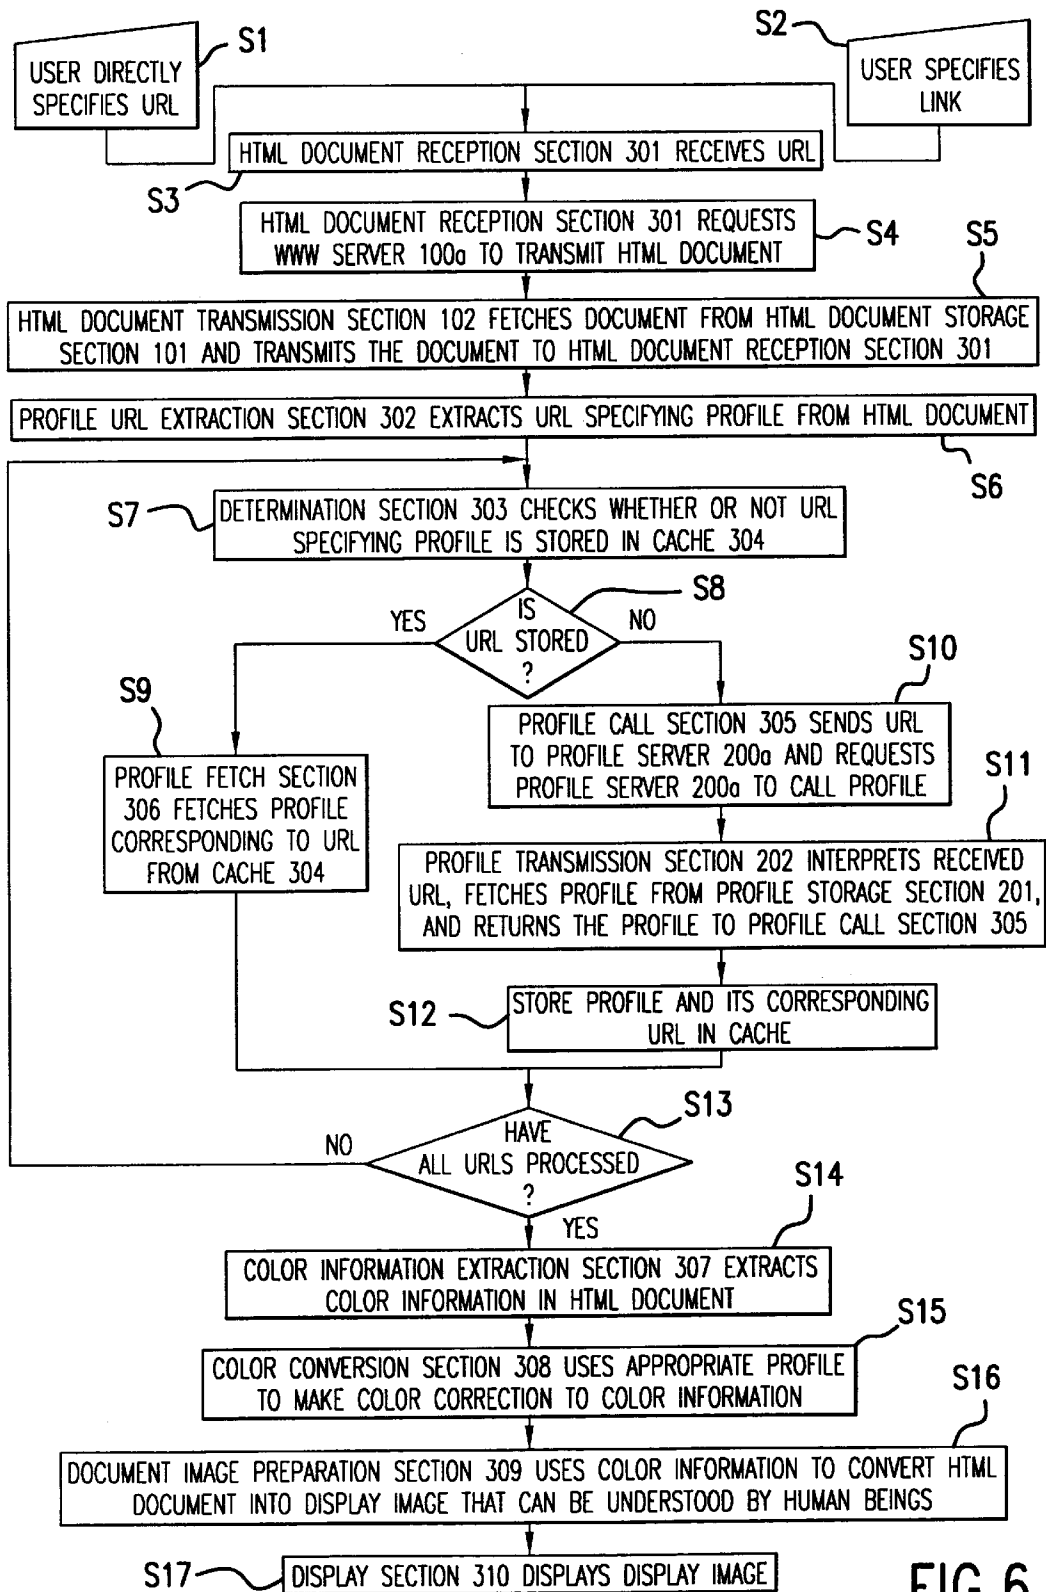 S1
S2
USER DIRECTLY
SPECIFIES URL
USER SPECIFIES
LINK
HTML DOCUMENT RECEPTION SECTION 301 RECEIVES URL
S3
HTML DOCUMENT RECEPTION SECTION 301 REQUESTS
WWW SERVER 100a TO TRANSMIT HTML DOCUMENT
S4
S5
HTML DOCUMENT TRANSMISSION SECTION 102 FETCHES DOCUMENT FROM HTML DOCUMENT STORAGE
SECTION 101 AND TRANSMITS THE DOCUMENT TO HTML DOCUMENT RECEPTION SECTION 301
PROFILE URL EXTRACTION SECTION 302 EXTRACTS URL SPECIFYING PROFILE FROM HTML DOCUMENT
S6
S7
DETERMINATION SECTION 303 CHECKS WHETHER OR NOT URL
SPECIFYING PROFILE IS STORED IN CACHE 304
S8
YES
IS
URL STORED
?
NO
S9
S10
PROFILE FETCH SECTION
306 FETCHES PROFILE
CORRESPONDING TO URL
FROM CACHE 304
PROFILE CALL SECTION 305 SENDS URL
TO PROFILE SERVER 200a AND REQUESTS
PROFILE SERVER 200a TO CALL PROFILE
S11
PROFILE TRANSMISSION SECTION 202 INTERPRETS RECEIVED
URL, FETCHES PROFILE FROM PROFILE STORAGE SECTION 201,
AND RETURNS THE PROFILE TO PROFILE CALL SECTION 305
S12
STORE PROFILE AND ITS CORRESPONDING
URL IN CACHE
S13
NO
HAVE
ALL URLS PROCESSED
?
YES
S14
COLOR INFORMATION EXTRACTION SECTION 307 EXTRACTS
COLOR INFORMATION IN HTML DOCUMENT
S15
COLOR CONVERSION SECTION 308 USES APPROPRIATE PROFILE
TO MAKE COLOR CORRECTION TO COLOR INFORMATION
S16
DOCUMENT IMAGE PREPARATION SECTION 309 USES COLOR INFORMATION TO CONVERT HTML
DOCUMENT INTO DISPLAY IMAGE THAT CAN BE UNDERSTOOD BY HUMAN BEINGS
S17
DISPLAY SECTION 310 DISPLAYS DISPLAY IMAGE
FIG.6